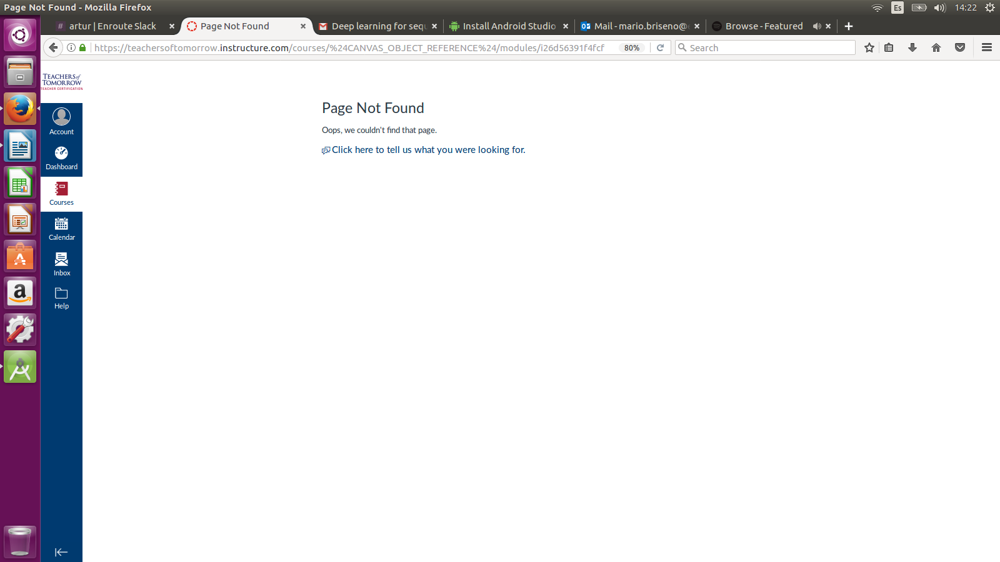 Page Not Found - Mozilla Firefox
Es
14:22
# artur | Enroute Slack
Page Not Found
Deep learning for sequ
Install Android Studio
Mail - mario.briseno@e
Browse - Featured
https://teachersoftomorrow.instructure.com/courses/%24CANVAS_OBJECT_REFERENCE%24/modules/i26d56391f4fcf
80%
Search
TEACHERS of
TOMORROW
TEACHER CERTIFICATION
Account
Dashboard
Courses
Calendar
Inbox
Help
Page Not Found
Oops, we couldn't find that page.
Click here to tell us what you were looking for.